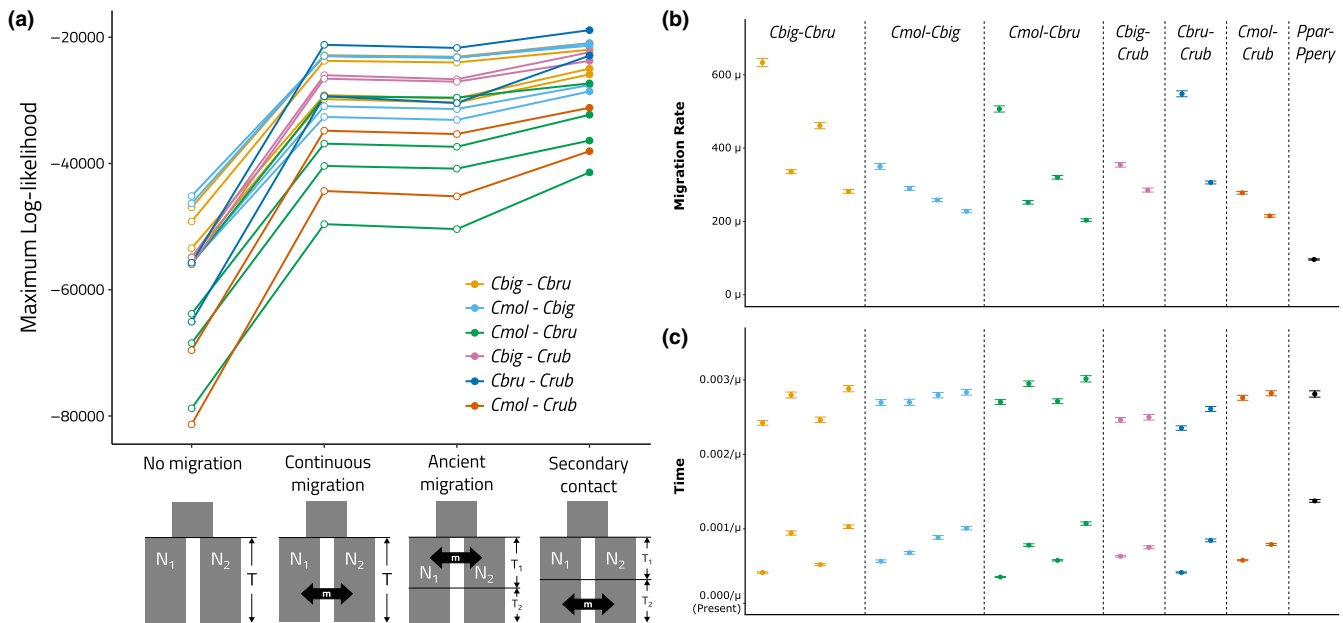 (a)
Maximum Log-likelihood
−20000
−40000
−60000
−80000
Cbig - Cbru
Cmol - Cbig
Cmol - Cbru
Cbig - Crub
Cbru - Crub
Cmol - Crub
No migration
Continuous
migration
Ancient
migration
Secondary
contact
N1 N2 T
N1 N2 m T
N1 N2 m T1 T2
N1 N2 m T1 T2
(b)
Cbig-Cbru
Cmol-Cbig
Cmol-Cbru
Cbig-
Crub
Cbru-
Crub
Cmol-
Crub
Ppar-
Ppery
Migration Rate
600 µ
400 µ
200 µ
0 µ
(c)
Time
0.003/µ
0.002/µ
0.001/µ
0.000/µ
(Present)